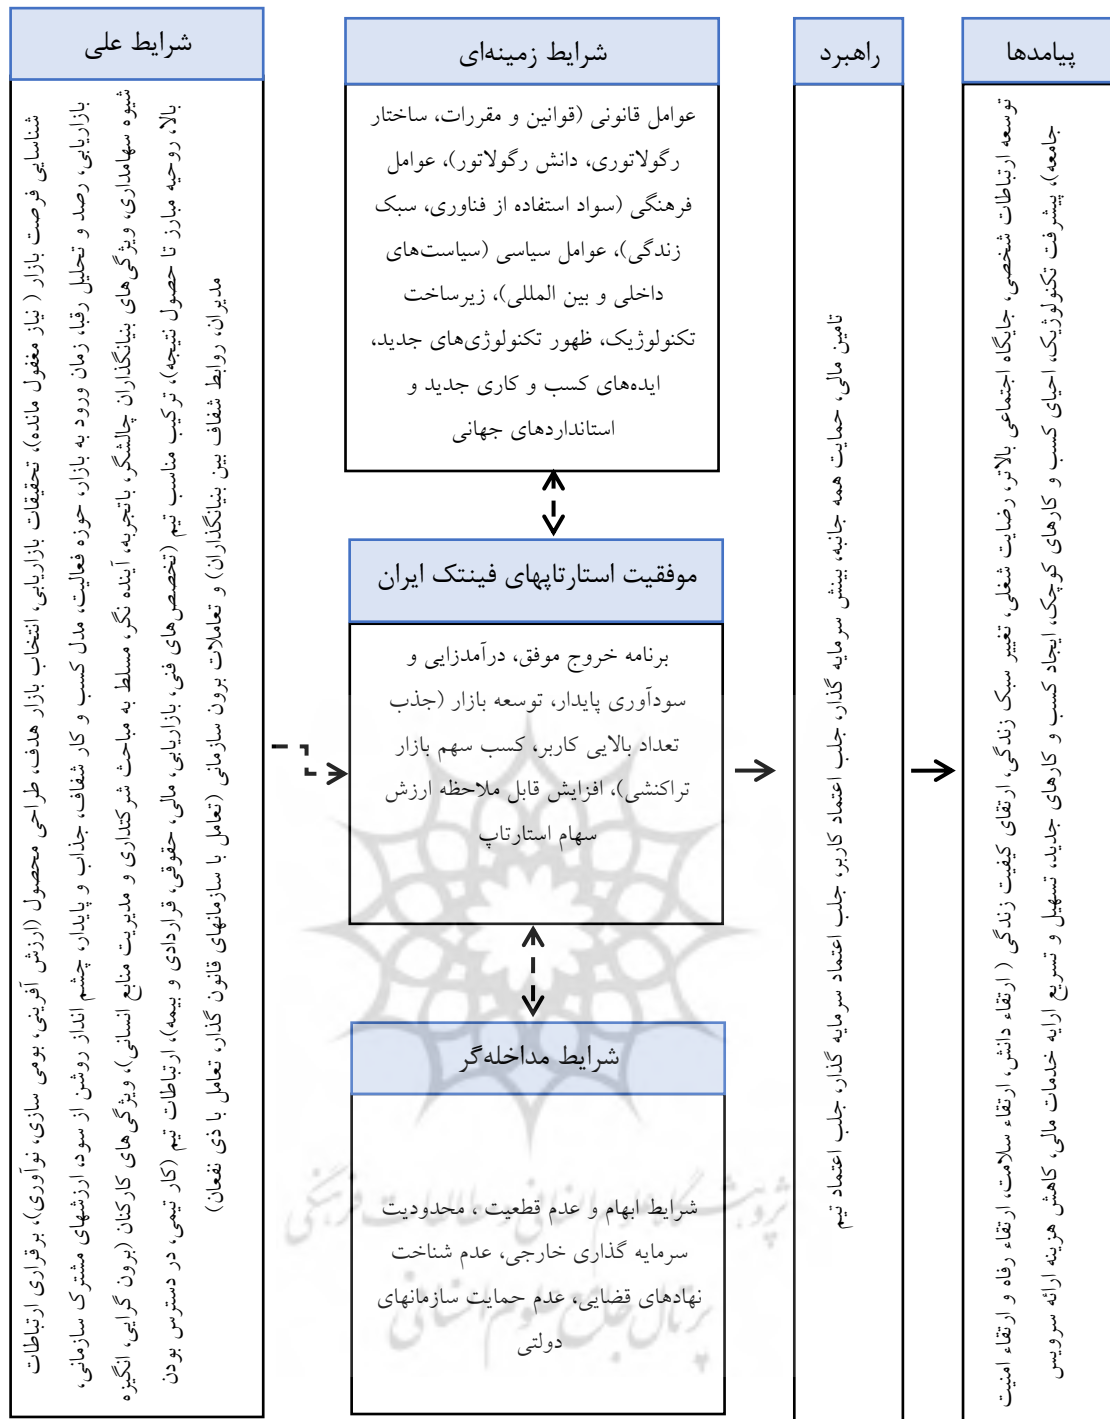 شرایط علی
شناسایی فرصت بازار ( نیاز مغفول مانده)، تحقیقات بازاریابی، انتخاب بازار هدف، طراحی محصول (ارزش آفرینی، بومی سازی، نوآوری)، برقراری ارتباطات
بازاریابی، رصد و تحلیل رقبا، زمان ورود به بازار، حوزه فعالیت، مدل کسب و کار شفاف، جذاب و پایدار، چشم انداز روشن از سود، ارزشهای مشترک سازمانی،
شیوه سهامداری، ویژگی‌های بنیانگذاران چالشگر، باتجربه، آینده نگر، مسلط به مباحث شرکتداری و مدیریت منابع انسانی)، ویژگی‌های کارکنان (برون گرایی، انگیزه
بالا، روحیه مبارز تا حصول نتیجه)، ترکیب مناسب تیم (تخصص‌های فنی، بازاریابی، مالی، حقوقی، قراردادی و بیمه)، ارتباطات تیم (کار تیمی، در دسترس بودن
مدیران، روابط شفاف بین بنیانگذاران) و تعاملات برون سازمانی (تعامل با سازمانهای قانون گذار، تعامل با ذی نفعان)
شرایط زمینه‌ای
عوامل قانونی (قوانین و مقررات، ساختار
رگولاتوری، دانش رگولاتور)، عوامل
فرهنگی (سواد استفاده از فناوری، سبک
زندگی)، عوامل سیاسی (سیاست‌های
داخلی و بین المللی)، زیرساخت
تکنولوژیک، ظهور تکنولوژی‌های جدید،
ایده‌های کسب و کاری جدید و
استانداردهای جهانی
موفقیت استارتاپهای فینتک ایران
برنامه خروج موفق، درآمدزایی و
سودآوری پایدار، توسعه بازار (جذب
تعداد بالایی کاربر، کسب سهم بازار
تراکنشی)، افزایش قابل ملاحظه ارزش
سهام استارتاپ
شرایط مداخله‌گر
شرایط ابهام و عدم قطعیت ، محدودیت
سرمایه گذاری خارجی، عدم شناخت
نهادهای قضایی، عدم حمایت سازمانهای
دولتی
راهبرد
تامین مالی، حمایت همه جانبه، بینش سرمایه گذار، جلب اعتماد کاربر، جلب اعتماد سرمایه گذار، جلب اعتماد تیم
پیامدها
توسعه ارتباطات شخصی، جایگاه اجتماعی بالاتر، رضایت شغلی، تغییر سبک زندگی، ارتقای کیفیت زندگی ( ارتقاء دانش، ارتقاء سلامت، ارتقاء رفاه و ارتقاء امنیت
جامعه)، پیشرفت تکنولوژیک، احیای کسب و کارهای کوچک، ایجاد کسب و کارهای جدید، تسهیل و تسریع ارایه خدمات مالی، کاهش هزینه ارائه سرویس
پژوهشگاه علوم انسانی و مطالعات فرهنگی
پرتال جامع علوم انسانی